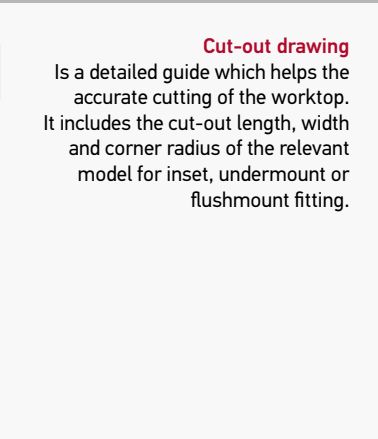 Cut-out drawing
Is a detailed guide which helps the
accurate cutting of the worktop.
It includes the cut-out length, width
and corner radius of the relevant
model for inset, undermount or
flushmount fitting.